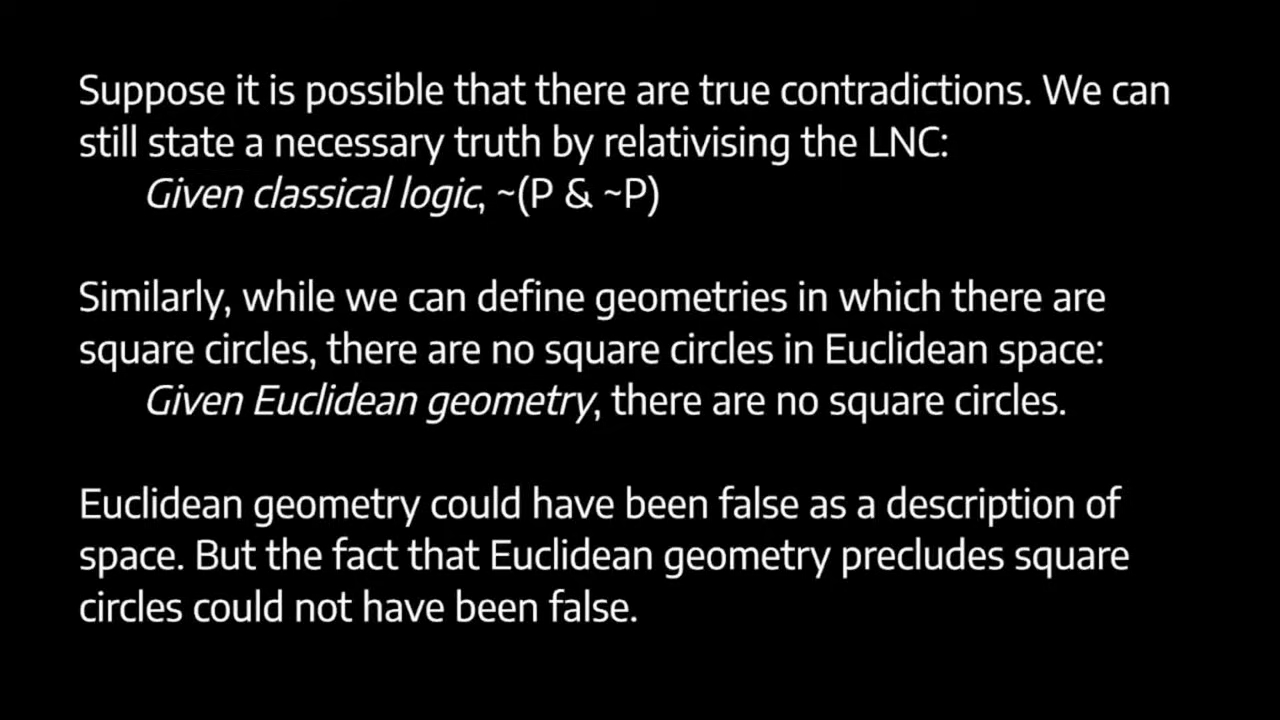 Suppose it is possible that there are true contradictions. We can
still state a necessary truth by relativising the LNC:
Given classical logic, ~(P & ~P)
Similarly, while we can define geometries in which there are
square circles, there are no square circles in Euclidean space:
Given Euclidean geometry, there are no square circles.
Euclidean geometry could have been false as a description of
space. But the fact that Euclidean geometry precludes square
circles could not have been false.